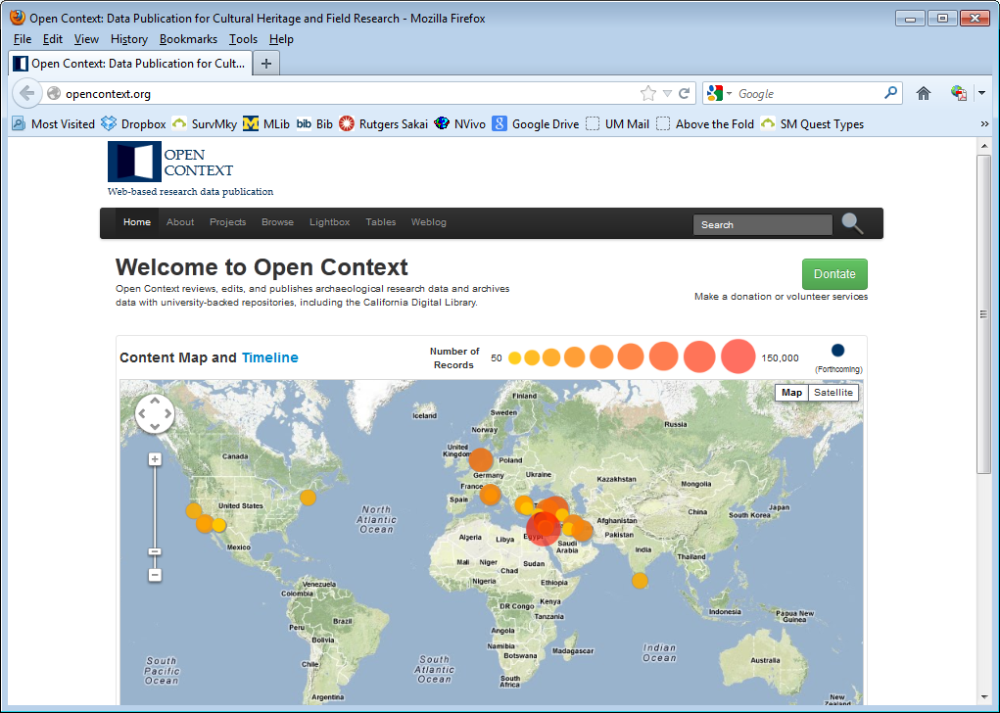 Open Context: Data Publication for Cultural Heritage and Field Research - Mozilla Firefox
File Edit View History Bookmarks Tools Help
Open Context: Data Publication for Cult... +
opencontext.org Google
Most Visited Dropbox SurvMky MLib bib Bib Rutgers Sakai NVivo 8 Google Drive UM Mail Above the Fold SM Quest Types »
OPEN
CONTEXT
Web-based research data publication
Home About Projects Browse Lightbox Tables Weblog Search
Welcome to Open Context
Dontate
Open Context reviews, edits, and publishes archaeological research data and archives
data with university-backed repositories, including the California Digital Library.
Make a donation or volunteer services
Content Map and Timeline
Number of
Records
50
150,000
(Forthcoming)
Map Satellite
Finland
Iceland
Sweden
Russia
Norway
Canada
United
Kingdom
Poland
Germany
Ukraine
Kazakhstan
France
Mongolia
Spain
United States
North
Atlantic
Ocean
Japan
China
South Korea
Afghanistan
Pakistan
Algeria
Libya
Egypt
Saudi
Arabia
Mexico
India
Thailand
Mali
Niger
Chad
Sudan
Nigeria
Ethiopia
Venezuela
Colombia
Kenya
DR Congo
Tanzania
Indonesia
Papua New
Guinea
Brazil
Peru
Angola
Bolivia
Namibia
Botswana
Madagascar
Indian
Ocean
South
Pacific
Ocean
Chile
South
Atlantic
Ocean
Australia
South
Africa
Argentina
New
Zealand